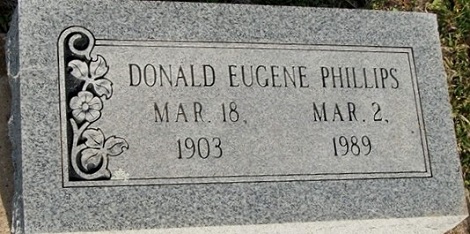 DONALD EUGENE PHILLIPS
MAR. 18, MAR. 2,
1903 1989